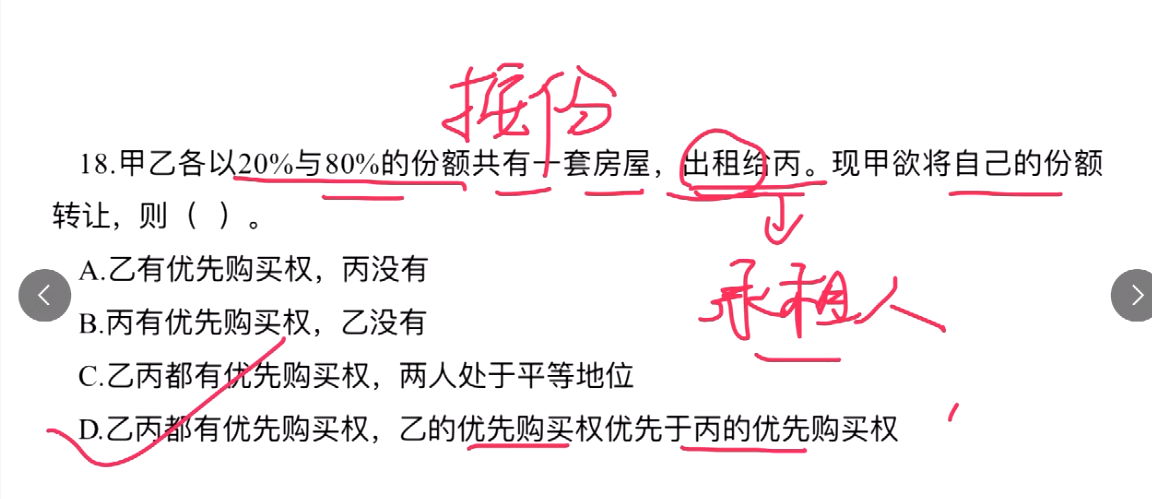 按份
18.甲乙各以20%与80%的份额共有一套房屋，出租给丙。现甲欲将自己的份额
转让，则（ ）。
A.乙有优先购买权，丙没有
承租人
B.丙有优先购买权，乙没有
C.乙丙都有优先购买权，两人处于平等地位
D.乙丙都有优先购买权，乙的优先购买权优先于丙的优先购买权